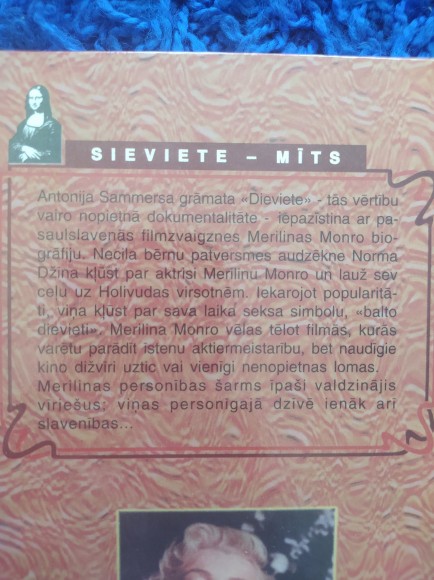 SIEVIETE – MĪTS
Antonija Sammersa grāmata «Dieviete» - tās vērtību
vairo nopietnā dokumentalitāte - iepazīstina ar pa-
saulslavenās filmzvaigznes Merilinas Monro bio-
grāfiju. Necila bērnu patversmes audzēkne Norma
Džīna kļūst par aktrisi Merilinu Monro un lauž sev
ceļu uz Holivudas virsotnēm. Iekarojot popularitā-
ti, viņa kļūst par sava laika seksa simbolu, «balto
dievieti». Merilina Monro vēlas tēlot filmās, kurās
varētu parādīt īstenu aktiermeistarību, bet naudīgie
kino dižvīri uztic vai vienīgi nenopietnas lomas.
Merilinas personības šarms īpaši valdzinājis
vīriešus: viņas personīgajā dzīvē ienāk arī
slavenības...